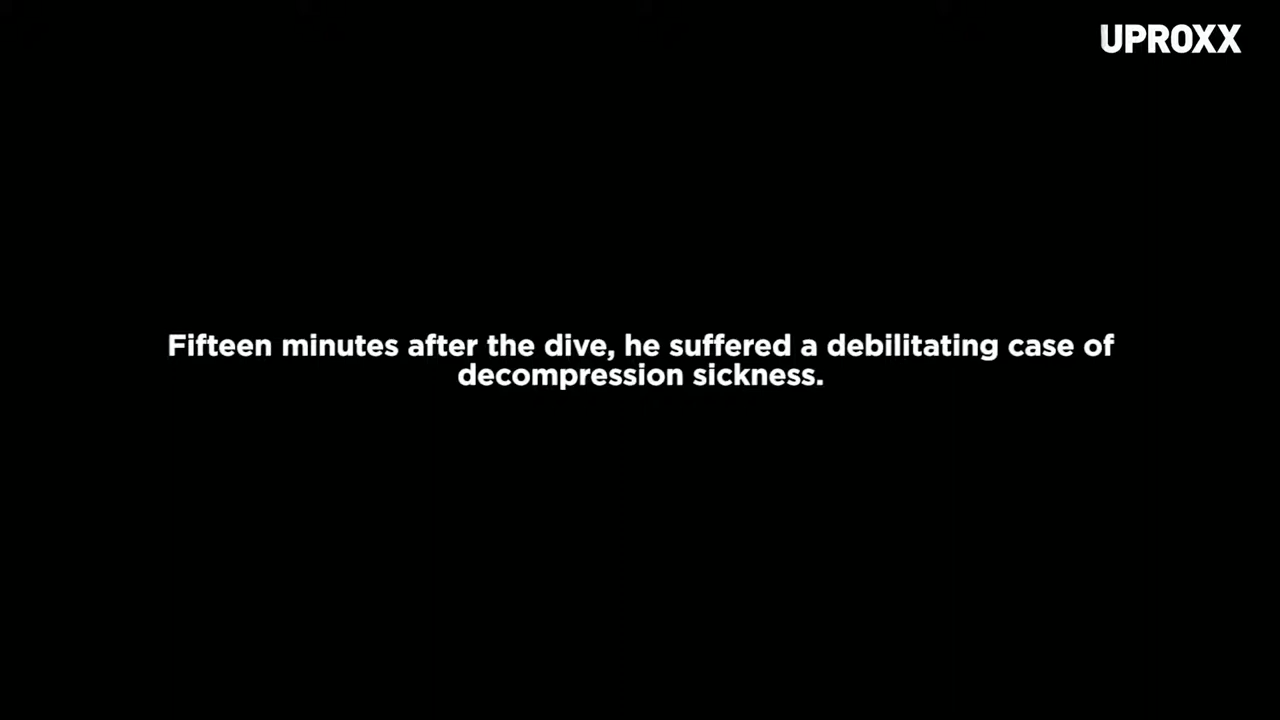 UPROXX
Fifteen minutes after the dive, he suffered a debilitating case of
decompression sickness.